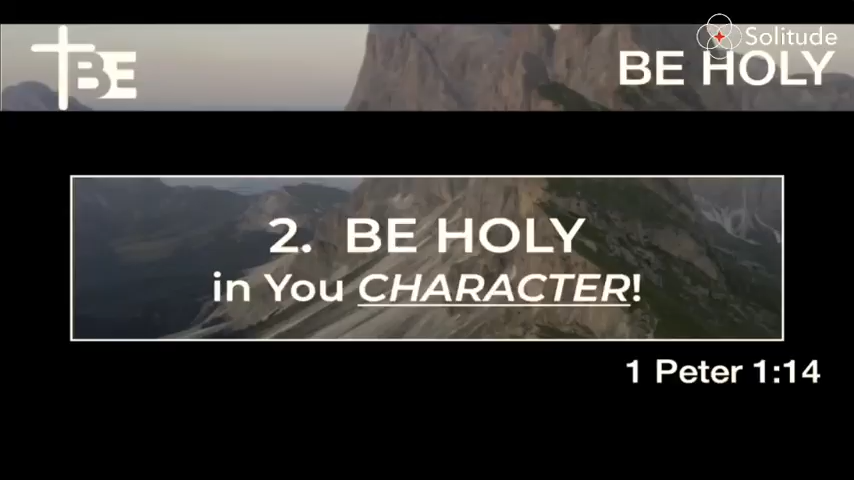 Solitude
BE
BE HOLY
2. BE HOLY
in You CHARACTER!
1 Peter 1:14